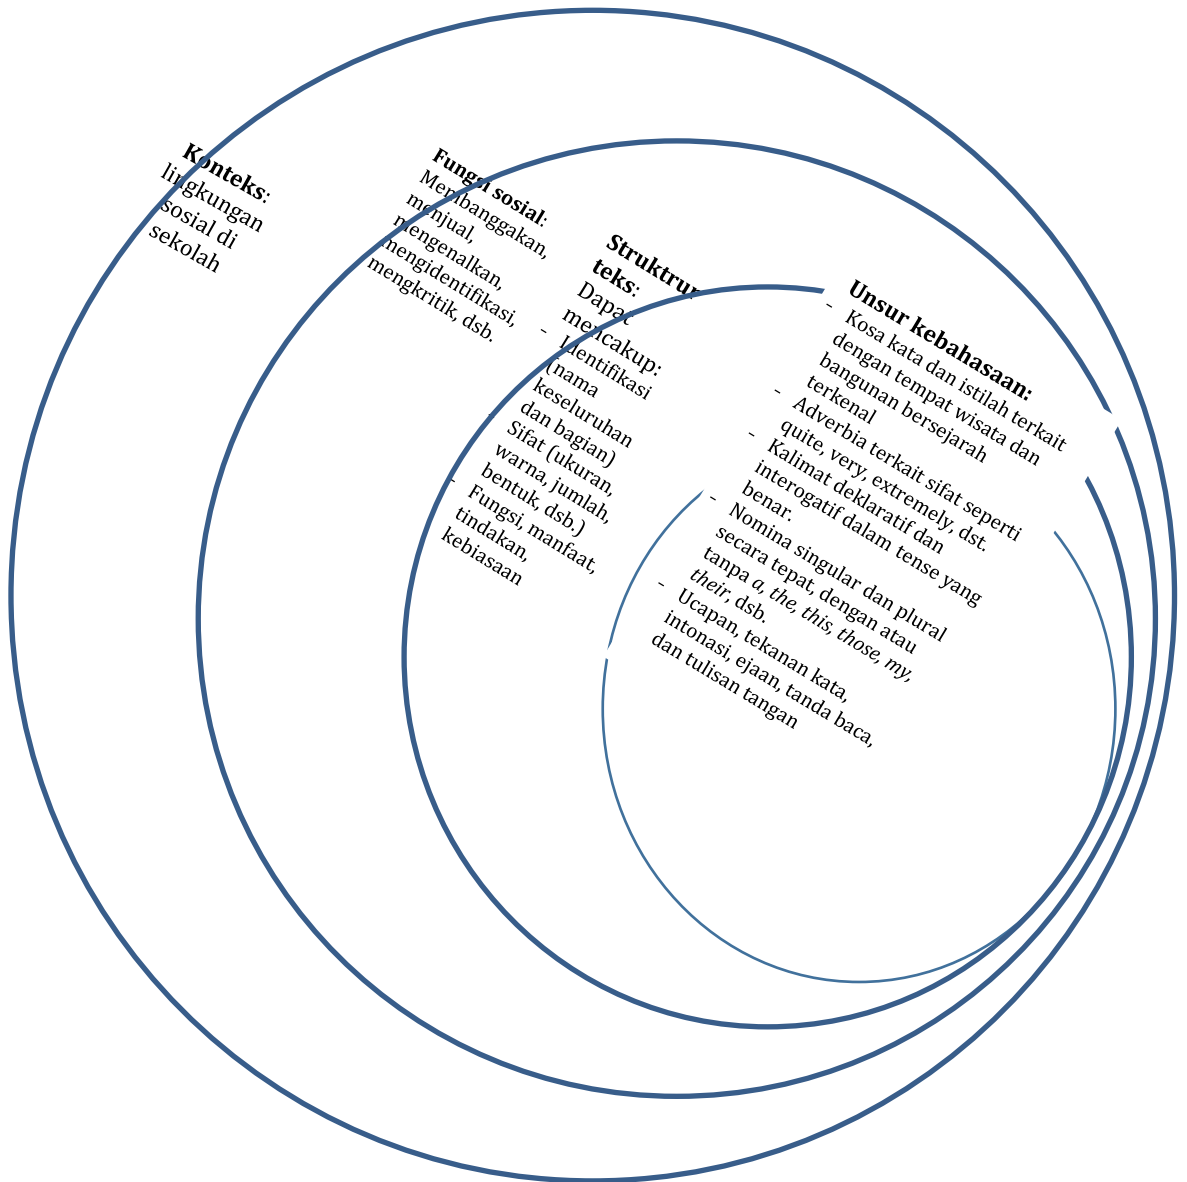 Konteks:
lingkungan
sosial di
sekolah
Fungsi sosial:
Membanggakan,
menjual,
mengenalkan,
mengidentifikasi,
mengkritik, dsb.
Struktrur
teks:
Dapat
mencakup:
- Identifikasi
(nama
keseluruhan
dan bagian)
- Sifat (ukuran,
warna, jumlah,
bentuk, dsb.)
- Fungsi, manfaat,
tindakan,
kebiasaan
Unsur kebahasaan:
- Kosa kata dan istilah terkait
dengan tempat wisata dan
bangunan bersejarah
terkenal
- Adverbia terkait sifat seperti
quite, very, extremely, dst.
- Kalimat deklaratif dan
interogatif dalam tense yang
benar.
- Nomina singular dan plural
secara tepat, dengan atau
tanpa a, the, this, those, my,
their, dsb.
- Ucapan, tekanan kata,
intonasi, ejaan, tanda baca,
dan tulisan tangan